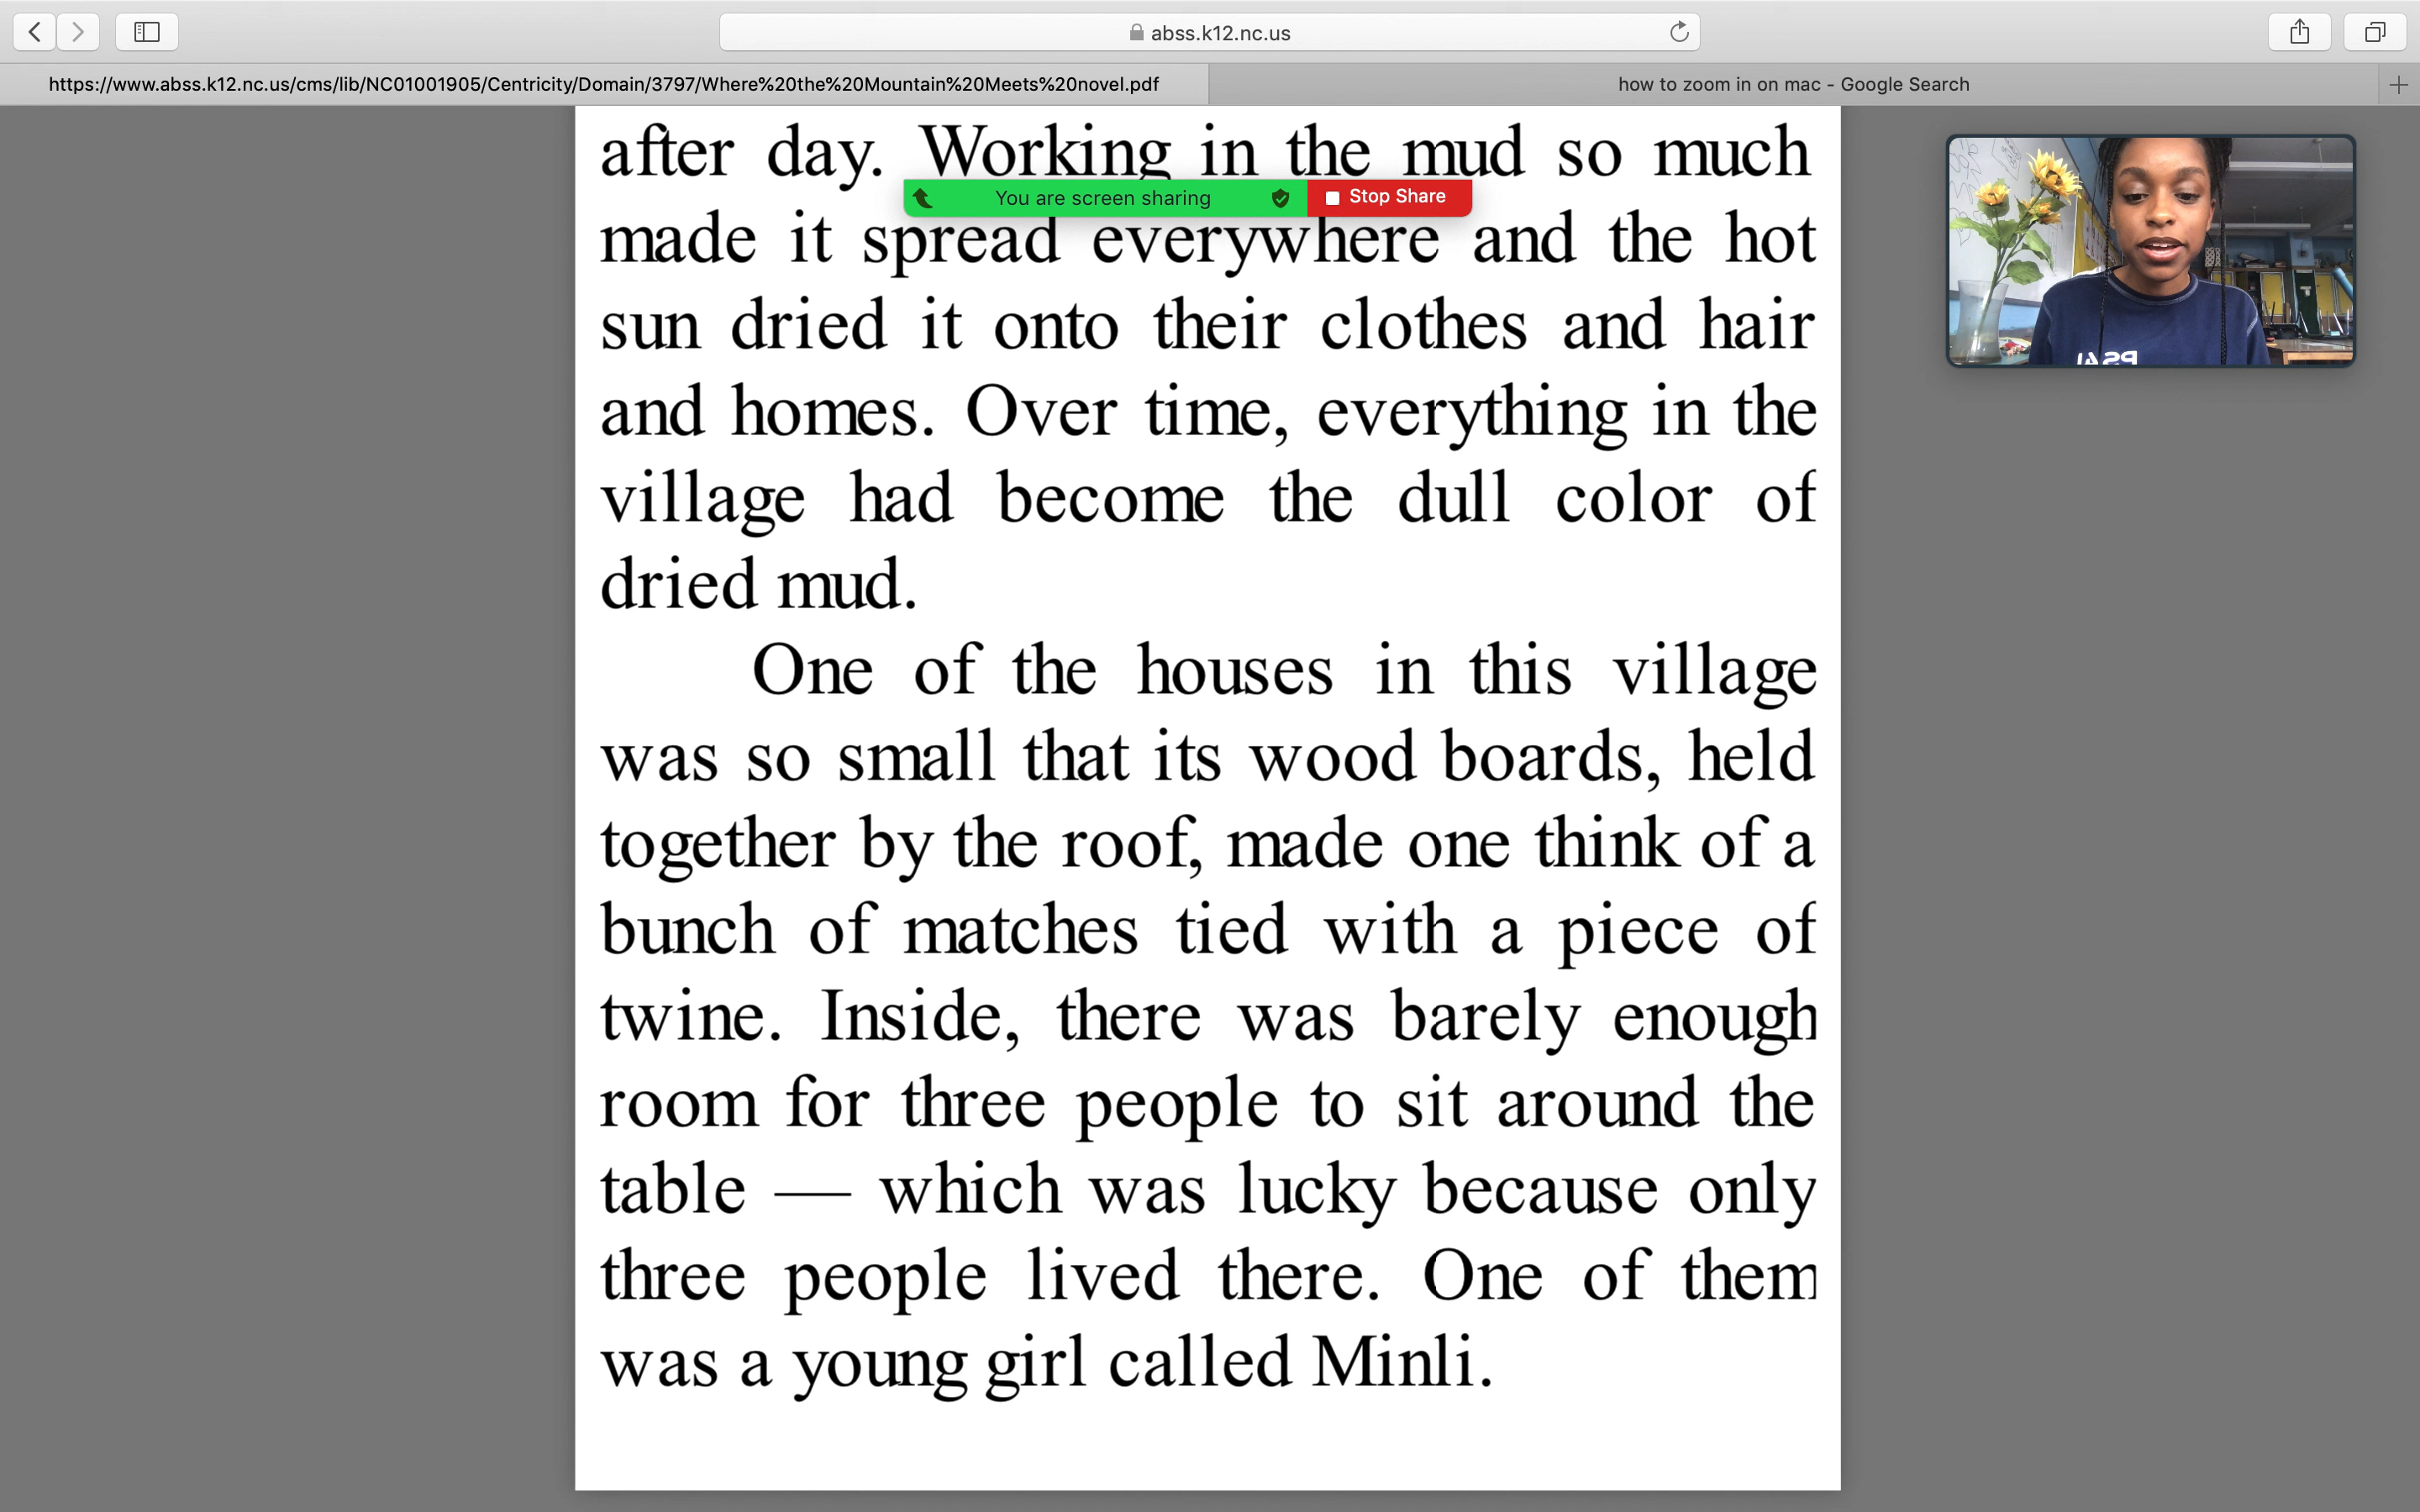 abss.k12.nc.us
https://www.abss.k12.nc.us/cms/lib/NC01001905/Centricity/Domain/3797/Where%20the%20Mountain%20Meets%20novel.pdf
how to zoom in on mac - Google Search
after day. Working in the mud so much
You are screen sharing
Stop Share
made it spread everywhere and the hot
sun dried it onto their clothes and hair
and homes. Over time, everything in the
village had become the dull color of
dried mud.
One of the houses in this village
was so small that its wood boards, held
together by the roof, made one think of a
bunch of matches tied with a piece of
twine. Inside, there was barely enough
room for three people to sit around the
table — which was lucky because only
three people lived there. One of them
was a young girl called Minli.
PSAL